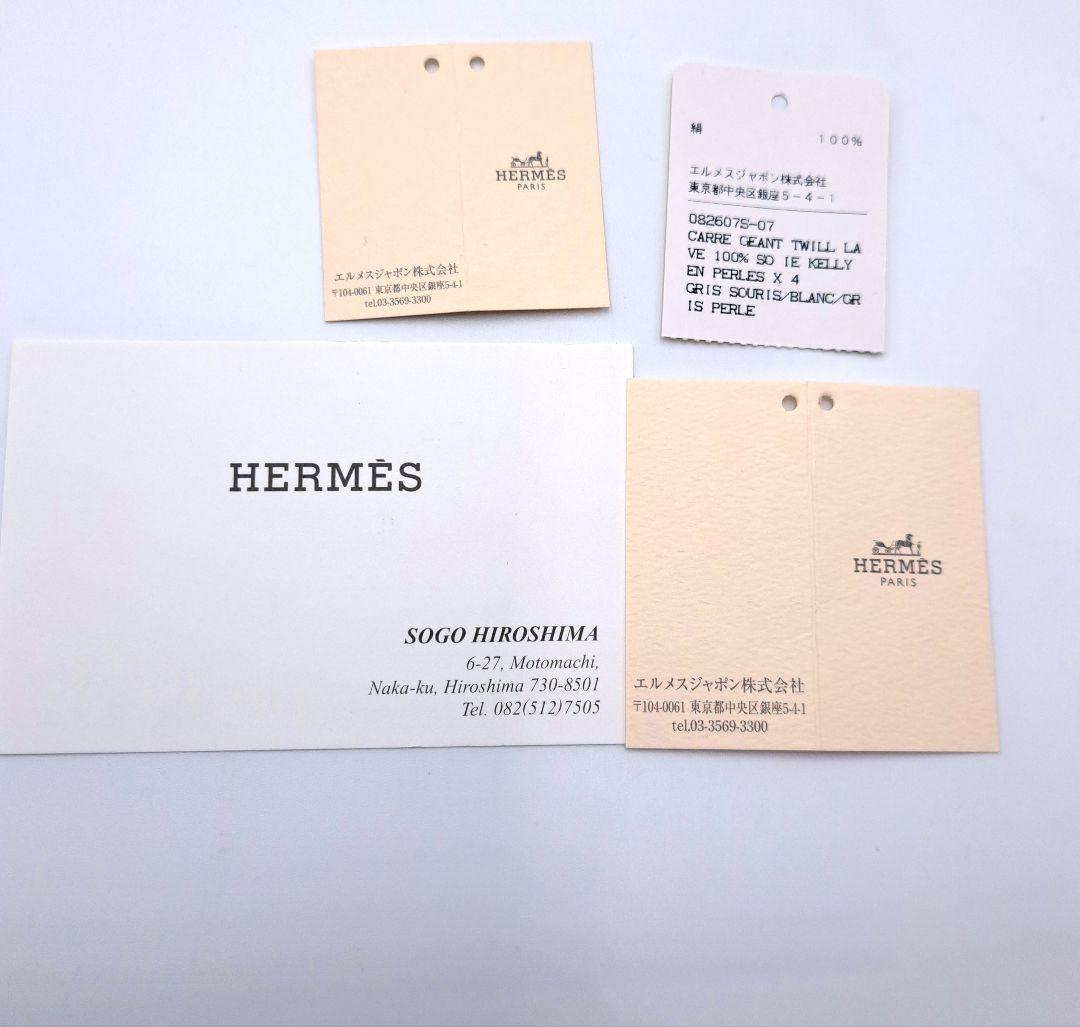 HERMÈS
PARIS
エルメスジャポン株式会社
〒104-0061 東京都中央区銀座5-4-1
tel.03-3569-3300
絹 100%
エルメスジャポン株式会社
東京都中央区銀座5-4-1
082607S-07
CARRE GEANT TWILL LA
VE 100% SO IE KELLY
EN PERLES X 4
GRIS SOURIS/BLANC/GR
IS PERLE
HERMÈS
SOGO HIROSHIMA
6-27, Motomachi,
Naka-ku, Hiroshima 730-8501
Tel. 082(512)7505
HERMÈS
PARIS
エルメスジャポン株式会社
〒104-0061 東京都中央区銀座5-4-1
tel.03-3569-3300